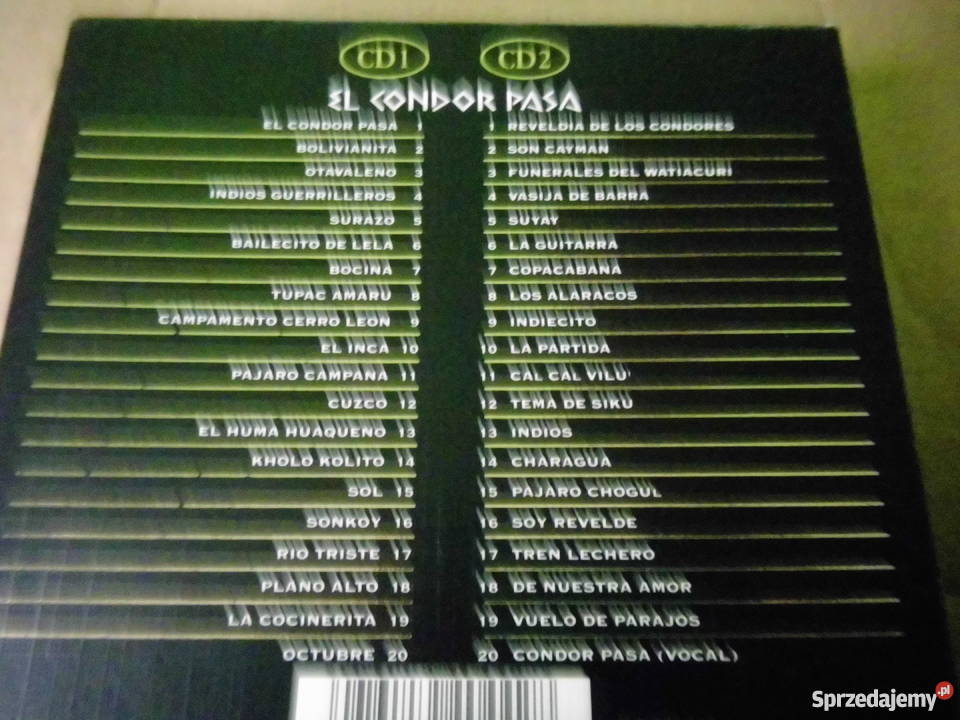 CD1 CD2
EL CONDOR PASA
EL CONDOR PASA 1
BOLIVIANITA 2
OTAVALENO 3
INDIOS GUERRILLEROS 4
SURAZO 5
BAILECITO DE LELA 6
BOCINA 7
TUPAC AMARU 8
CAMPAMENTO CERRO LEON 9
EL INCA 10
PAJARO CAMPANA 11
CUZCO 12
EL HUMA HUAQUENO 13
KHOLO KOLITO 14
SOL 15
SONKOY 16
RIO TRISTE 17
PLANO ALTO 18
LA COCINERITA 19
OCTUBRE 20
1 REVELDIA DE LOS CONDORES
2 SON CAYMAN
3 FUNERALES DEL WATIACURI
4 VASIJA DE BARRA
5 SUYAY
6 LA GUITARRA
7 COPACABANA
8 LOS ALARACOS
9 INDIECITO
10 LA PARTIDA
11 CAL CAL VILU'
12 TEMA DE SIKU
13 INDIOS
14 CHARAGUA
15 PAJARO CHOGUL
16 SOY REVELDE
17 TREN LECHERO
18 DE NUESTRA AMOR
19 VUELO DE PARAJOS
20 CONDOR PASA (VOCAL)
Sprzedajemy.pl